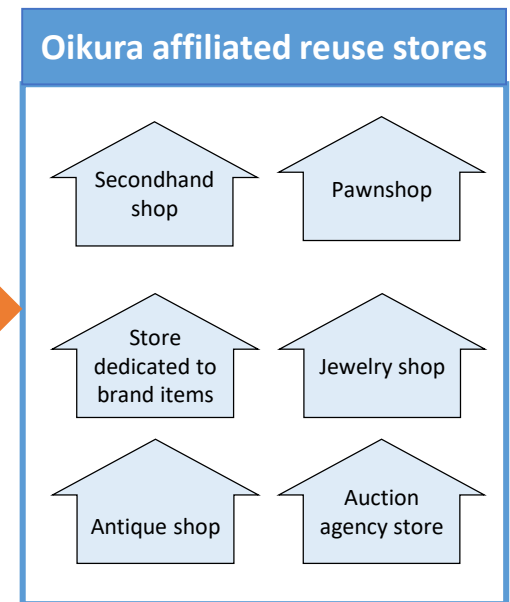 Oikura affiliated reuse stores
Secondhand
shop
Pawnshop
Store
dedicated to
brand items
Jewelry shop
Antique shop
Auction
agency store